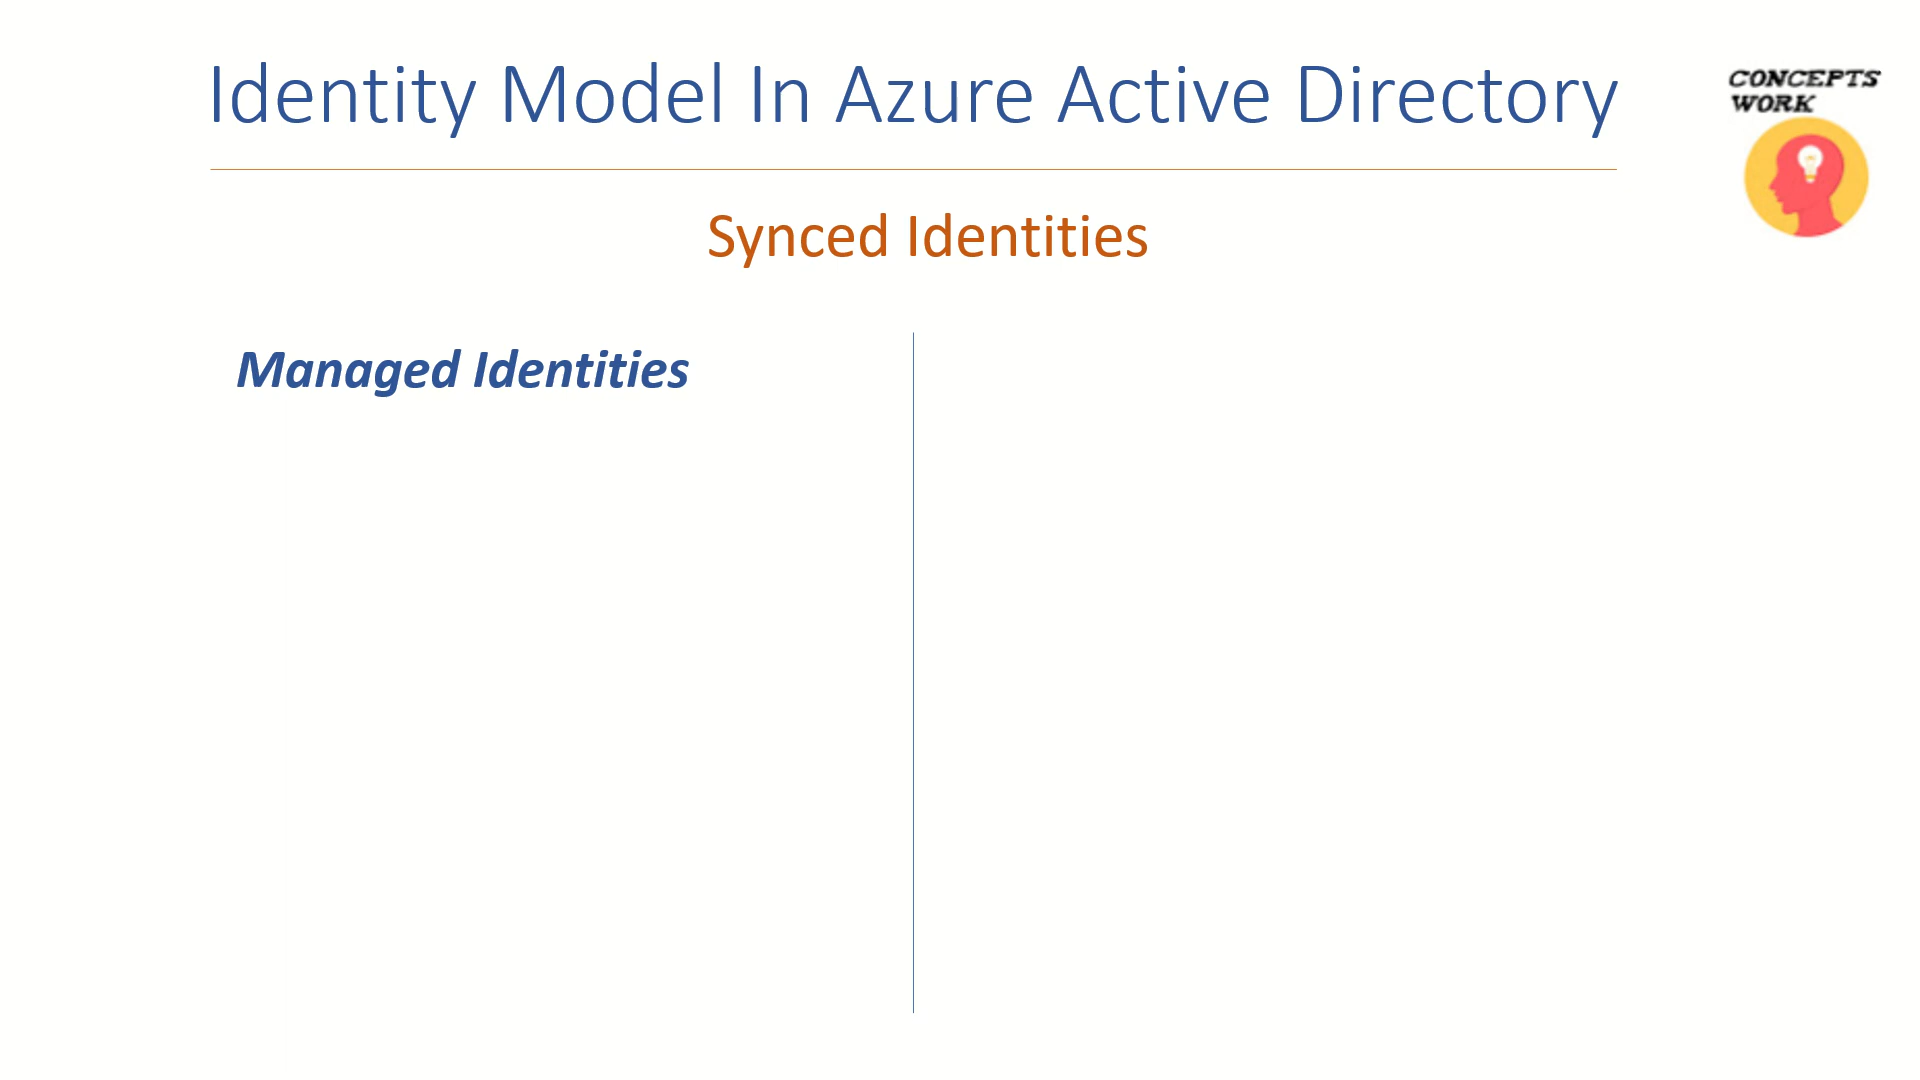 Identity Model In Azure Active Directory
CONCEPTS
WORK
Synced Identities
Managed Identities